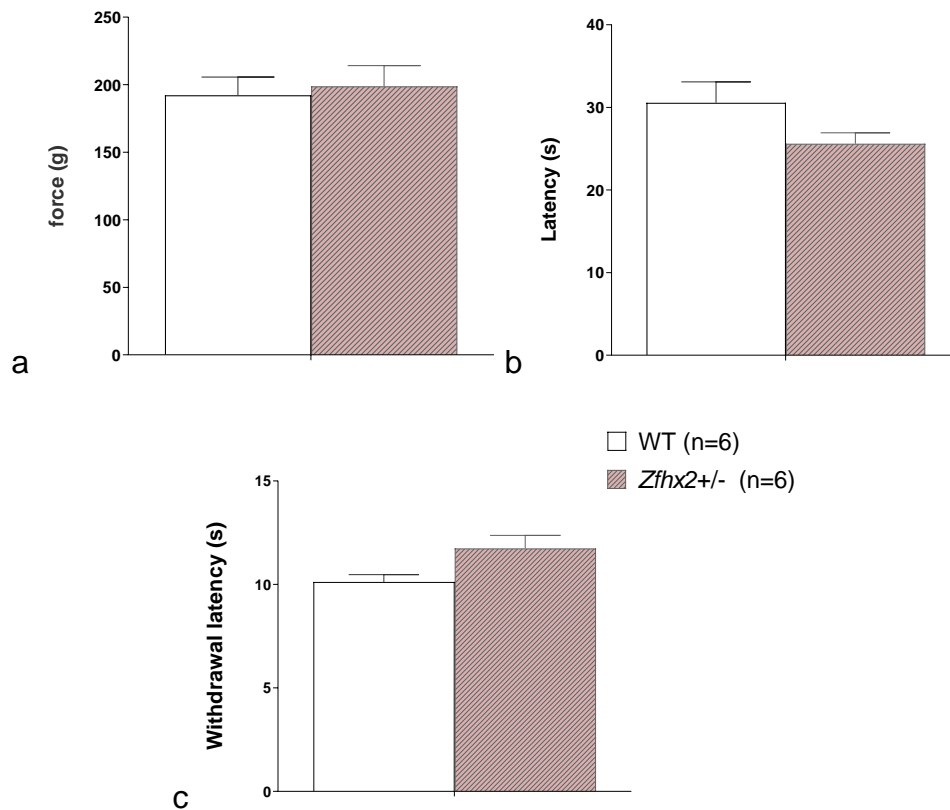 250
200
150
100
50
0
force (g)
a
40
30
20
10
0
Latency (s)
b
WT (n=6)
Zfhx2+/- (n=6)
15
10
5
0
Withdrawal latency (s)
c